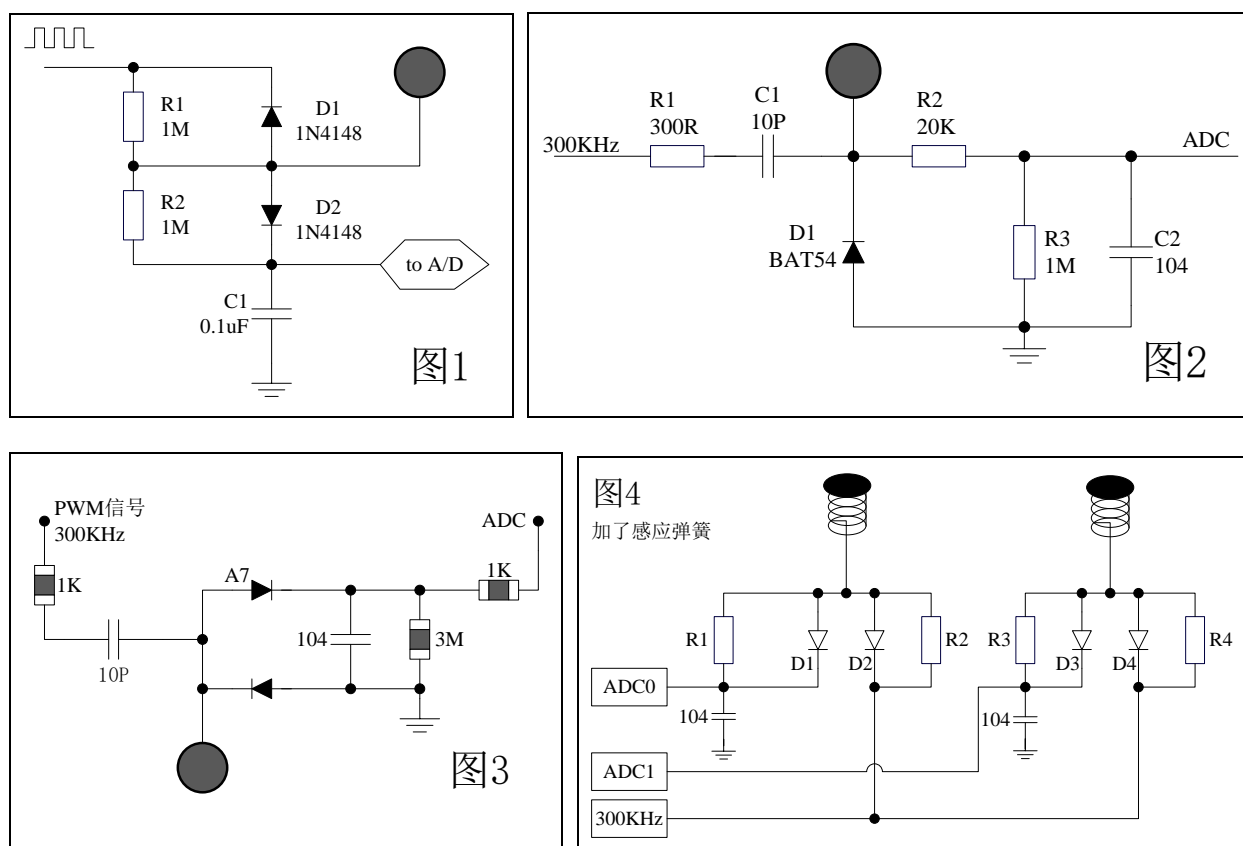 R1
1M
D1
1N4148
R2
1M
D2
1N4148
to A/D
C1
0.1uF
图1
300KHz
R1
300R
C1
10P
R2
20K
ADC
D1
BAT54
R3
1M
C2
104
图2
PWM信号
300KHz
1K
10P
A7
104
3M
1K
ADC
图3
图4
加了感应弹簧
R1
D1
D2
R2
R3
D3
D4
R4
ADC0
104
104
ADC1
300KHz